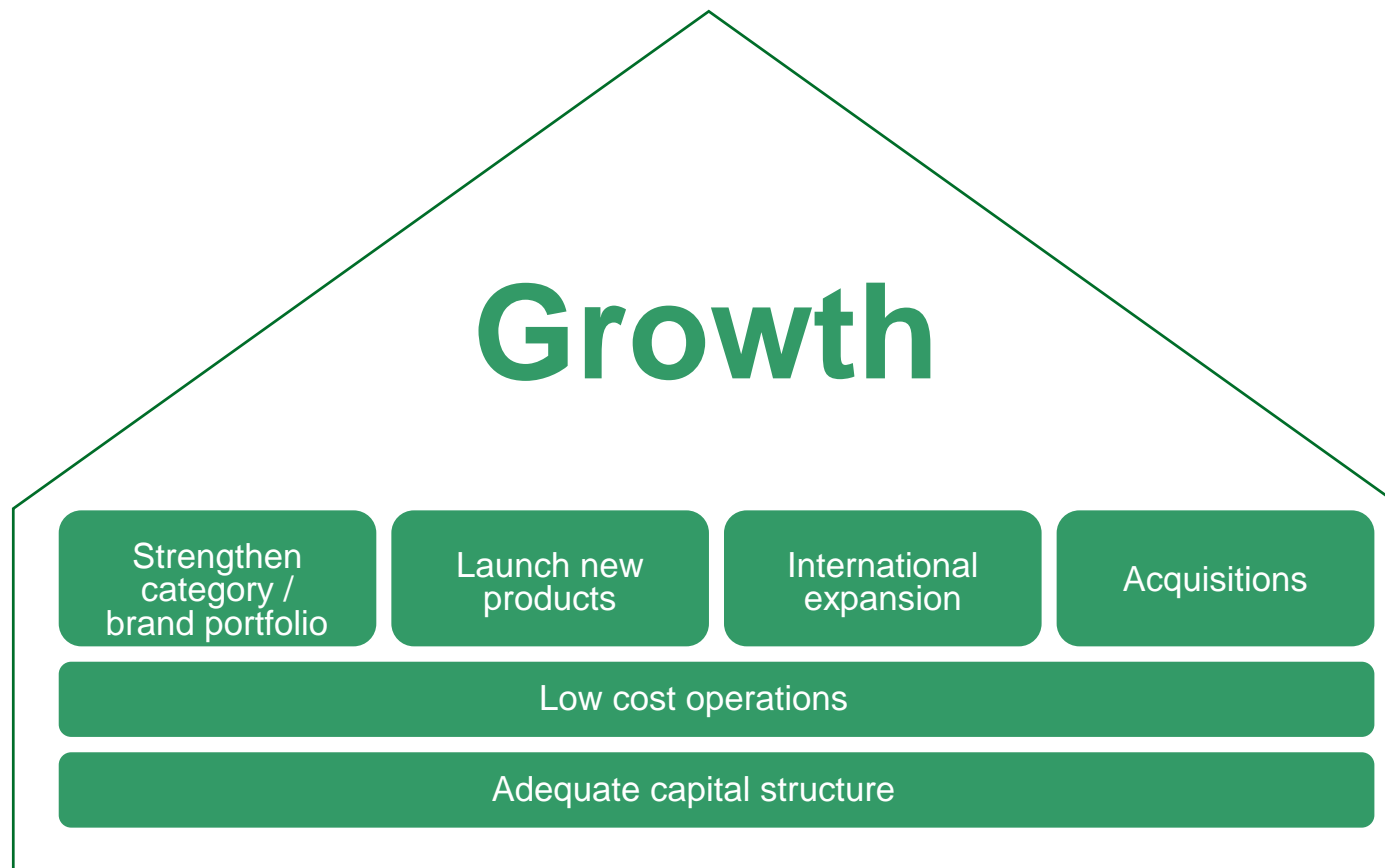 Growth
Strengthen
category /
brand portfolio
Launch new
products
International
expansion
Acquisitions
Low cost operations
Adequate capital structure